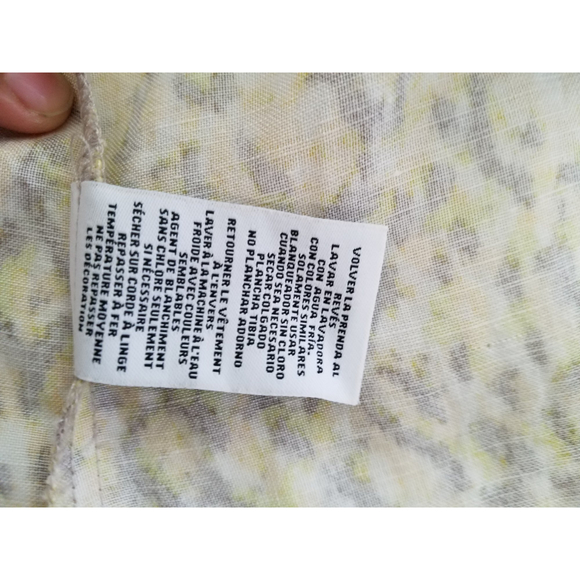 VOLVER LA PRENDA AL
REVÉS
LAVAR EN LAVADORA
CON AGUA FRIA.
CON COLORES SIMILARES
SOLAMENTE USAR
BLANQUEADOR SIN CLORO
CUANDO SEA NECESARIO
SECAR COLGADO
PLANCHA TIBIA
NO PLANCHAR ADORNO
RETOURNER LE VÊTEMENT
À L'ENVERS
LAVER À LA MACHINE À L'EAU
FROIDE AVEC COULEURS
SEMBLABLES
AGENT DE BLANCHIMENT
SANS CHLORE SEULEMENT
SI NÉCESSAIRE
SÉCHER SUR CORDE À LINGE
REPASSER À FER
TEMPÉRATURE MOYENNE
NE PAS REPASSER
LES DÉCORATION